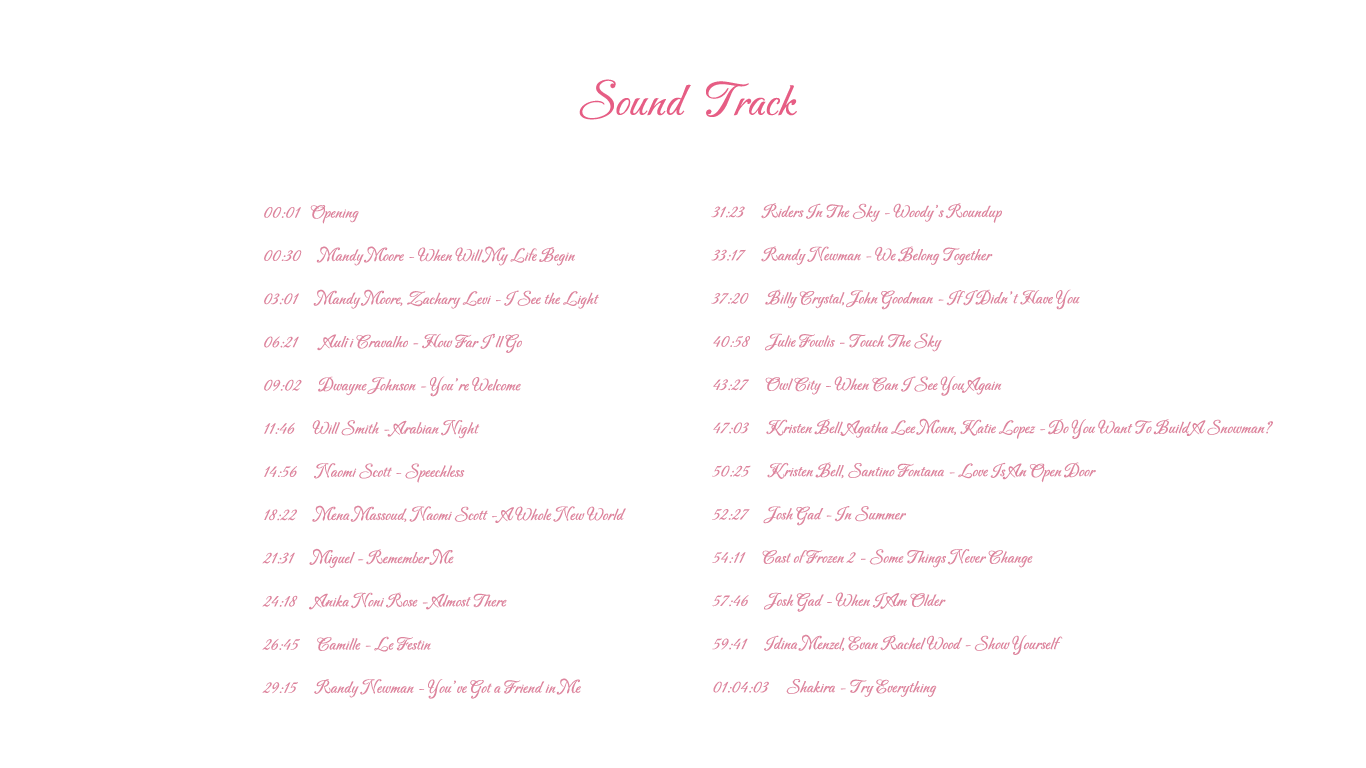 Sound Track
00:01 Opening
00:30 Mandy Moore - When Will My Life Begin
03:01 Mandy Moore, Zachary Levi - I See the Light
06:21 Auli'i Cravalho - How Far I'll Go
09:02 Dwayne Johnson - You're Welcome
11:46 Will Smith - Arabian Night
14:56 Naomi Scott - Speechless
18:22 Mena Massoud, Naomi Scott - A Whole New World
21:31 Miguel - Remember Me
24:18 Anika Noni Rose - Almost There
26:45 Camille - Le Festin
29:15 Randy Newman - You've Got a Friend in Me
31:23 Riders In The Sky - Woody's Roundup
33:17 Randy Newman - We Belong Together
37:20 Billy Crystal, John Goodman - If I Didn't Have You
40:58 Julie Fowlis - Touch The Sky
43:27 Owl City - When Can I See You Again
47:03 Kristen Bell, Agatha Lee Monn, Katie Lopez - Do You Want To Build A Snowman?
50:25 Kristen Bell, Santino Fontana - Love Is An Open Door
52:27 Josh Gad - In Summer
54:11 Cast of Frozen 2 - Some Things Never Change
57:46 Josh Gad - When I Am Older
59:41 Idina Menzel, Evan Rachel Wood - Show Yourself
01:04:03 Shakira - Try Everything